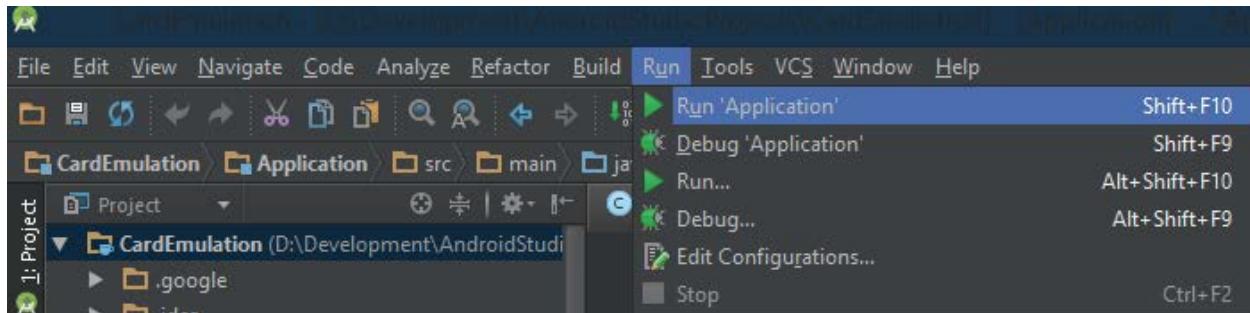 File Edit View Navigate Code Analyze Refactor Build Run Tools VCS Window Help
Run 'Application' Shift+F10
Debug 'Application' Shift+F9
CardEmulation Application src main ja
Run... Alt+Shift+F10
1: Project
Project
Debug... Alt+Shift+F9
CardEmulation (D:\Development\AndroidStudi
Edit Configurations...
.google
Stop Ctrl+F2